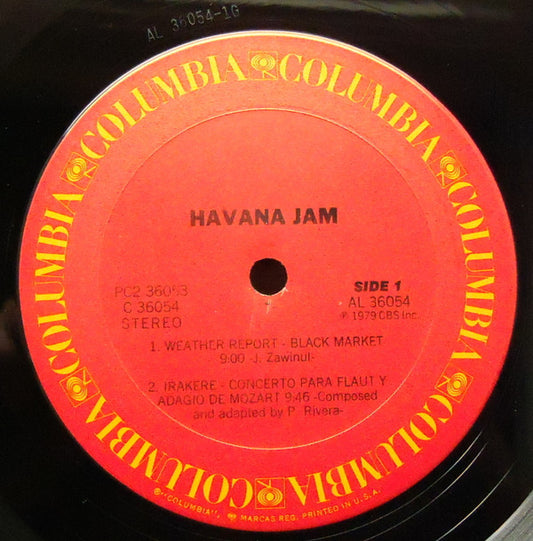 AL 36054-1G
COLUMBIA COLUMBIA COLUMBIA COLUMBIA COLUMBIA COLUMBIA
HAVANA JAM
PC2 36053
C 36054
STEREO
SIDE 1
AL 36054
℗ 1979 CBS Inc.
1. WEATHER REPORT - BLACK MARKET
9:00 -J. Zawinul-
2. IRAKERE - CONCERTO PARA FLAUT Y
ADAGIO DE MOZART 9:46 -Composed
and adapted by P. Rivera-
®"COLUMBIA", MARCAS REG. PRINTED IN U.S.A.